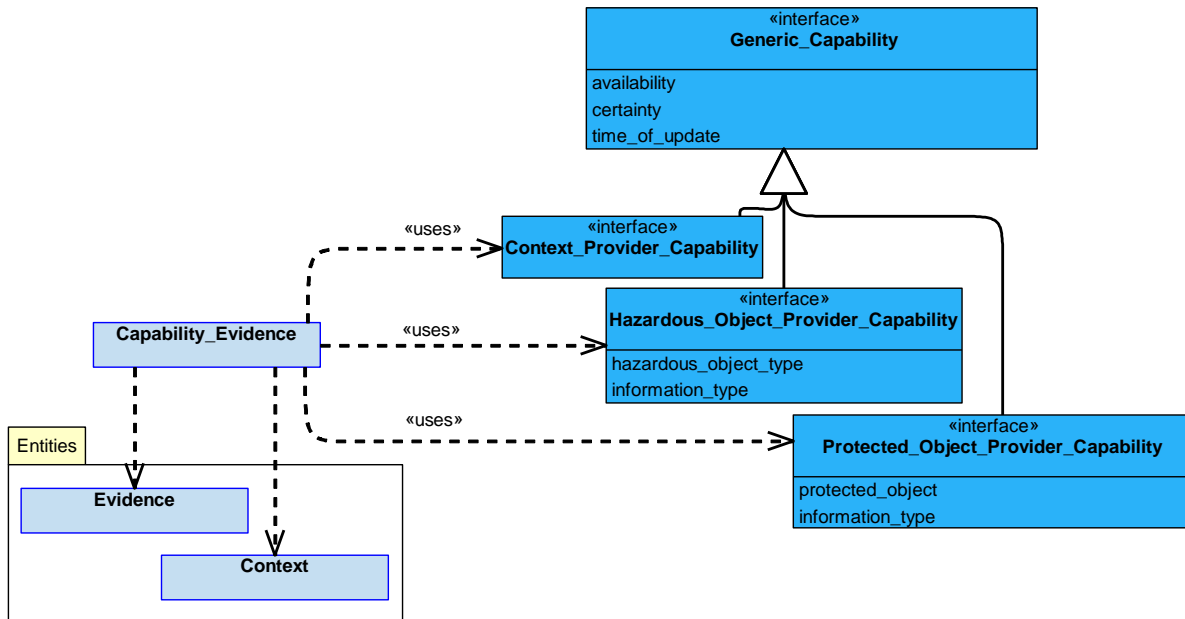 «interface»
Generic_Capability
availability
certainty
time_of_update
«uses»
«interface»
Context_Provider_Capability
«interface»
Hazardous_Object_Provider_Capability
hazardous_object_type
information_type
«uses»
Capability_Evidence
«uses»
«interface»
Protected_Object_Provider_Capability
protected_object
information_type
Entities
Evidence
Context